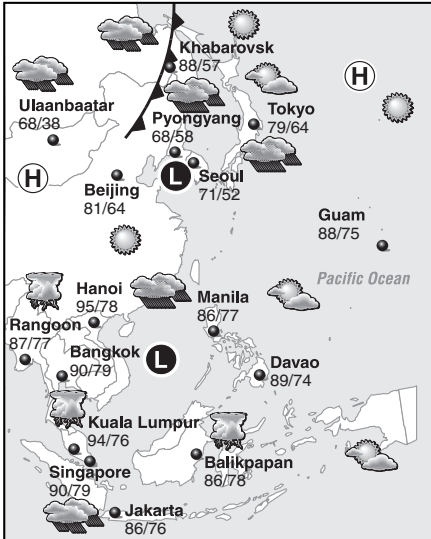 Khabarovsk
88/57
H
Ulaanbaatar
68/38
Pyongyang
68/58
Tokyo
79/64
H
L
Seoul
71/52
Beijing
81/64
Guam
88/75
Pacific Ocean
Hanoi
95/78
Manila
86/77
Rangoon
87/77
Bangkok
90/79
L
Davao
89/74
Kuala Lumpur
94/76
Singapore
90/79
Balikpapan
86/78
Jakarta
86/76